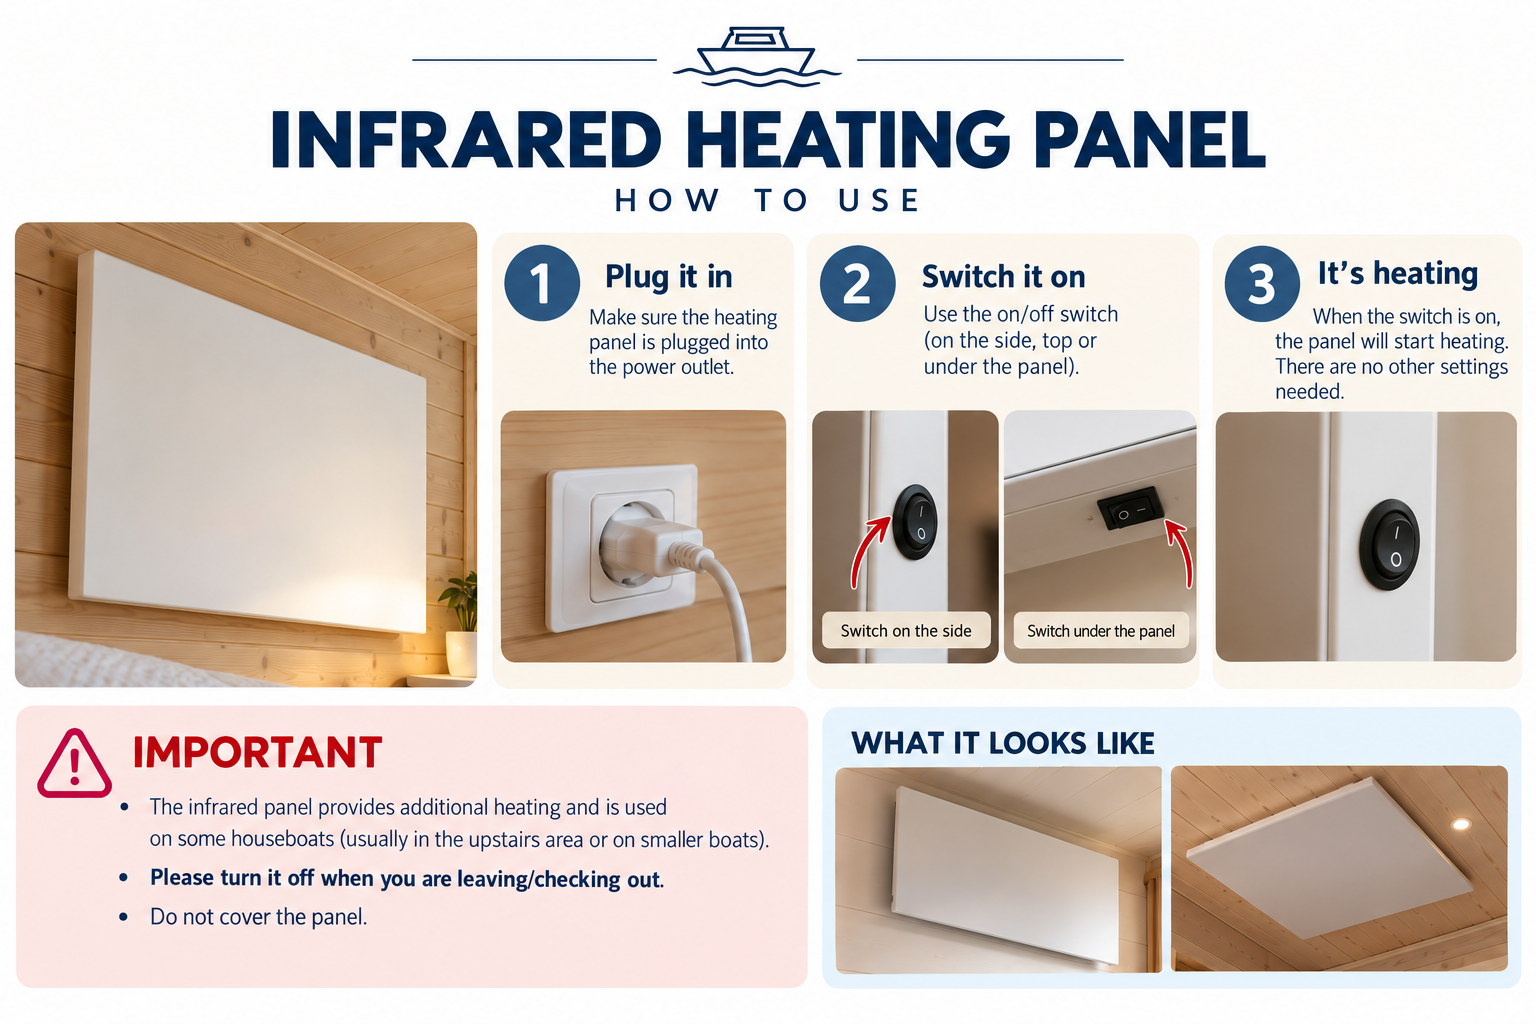 INFRARED HEATING PANEL
HOW TO USE
1
Plug it in
Make sure the heating
panel is plugged into
the power outlet.
2
Switch it on
Use the on/off switch
(on the side, top or
under the panel).
Switch on the side
Switch under the panel
3
It's heating
When the switch is on,
the panel will start heating.
There are no other settings
needed.
IMPORTANT
• The infrared panel provides additional heating and is used
on some houseboats (usually in the upstairs area or on smaller boats).
• Please turn it off when you are leaving/checking out.
• Do not cover the panel.
WHAT IT LOOKS LIKE